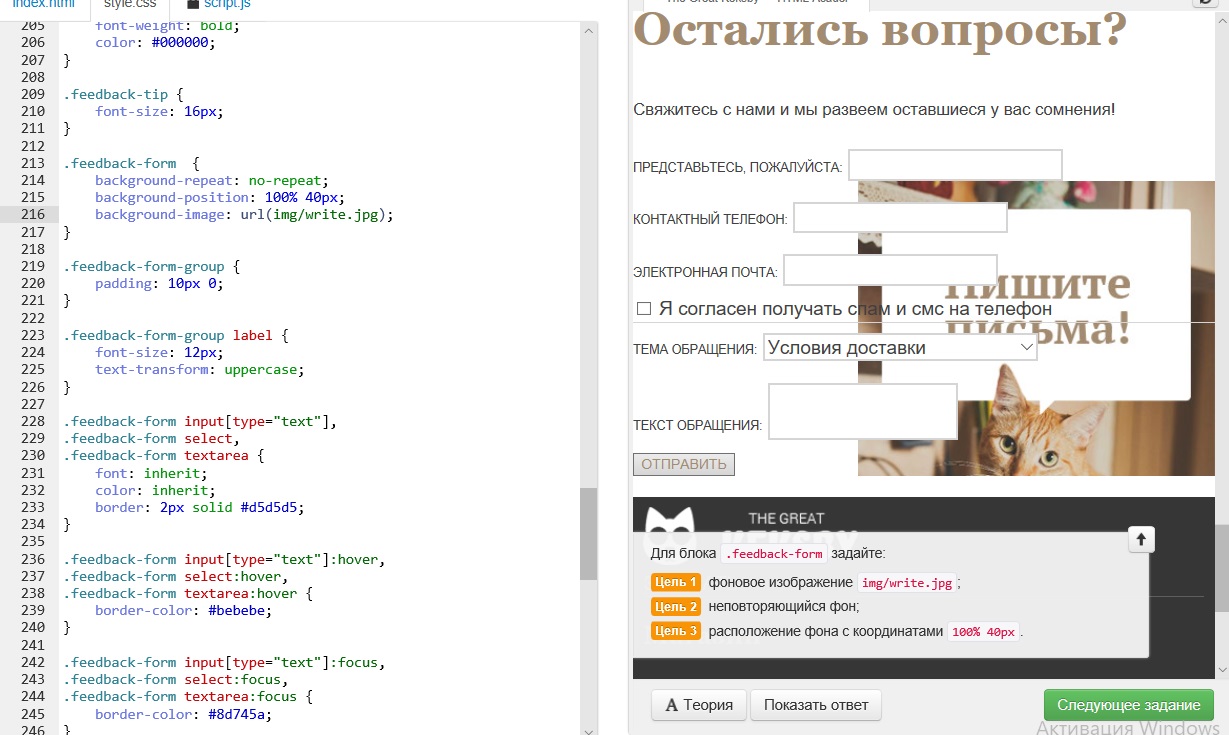 index.html style.css script.js
205 font-weight: bold;
206 color: #000000;
207 }
208
209 .feedback-tip {
210 font-size: 16px;
211 }
212
213 .feedback-form {
214 background-repeat: no-repeat;
215 background-position: 100% 40px;
216 background-image: url(img/write.jpg);
217 }
218
219 .feedback-form-group {
220 padding: 10px 0;
221 }
222
223 .feedback-form-group label {
224 font-size: 12px;
225 text-transform: uppercase;
226 }
227
228 .feedback-form input[type="text"],
229 .feedback-form select,
230 .feedback-form textarea {
231 font: inherit;
232 color: inherit;
233 border: 2px solid #d5d5d5;
234 }
235
236 .feedback-form input[type="text"]:hover,
237 .feedback-form select:hover,
238 .feedback-form textarea:hover {
239 border-color: #bebebe;
240 }
241
242 .feedback-form input[type="text"]:focus,
243 .feedback-form select:focus,
244 .feedback-form textarea:focus {
245 border-color: #8d745a;
246 }
Остались вопросы?
Свяжитесь с нами и мы развеем оставшиеся у вас сомнения!
ПРЕДСТАВЬТЕСЬ, ПОЖАЛУЙСТА:
КОНТАКТНЫЙ ТЕЛЕФОН:
ЭЛЕКТРОННАЯ ПОЧТА:
Пишите
Я согласен получать спам и смс на телефон
письма!
ТЕМА ОБРАЩЕНИЯ: Условия доставки
ТЕКСТ ОБРАЩЕНИЯ:
ОТПРАВИТЬ
THE GREAT
Для блока .feedback-form задайте:
Цель 1 фоновое изображение img/write.jpg;
Цель 2 неповторяющийся фон;
Цель 3 расположение фона с координатами 100% 40px.
A Теория Показать ответ Следующее задание
Активация Windows